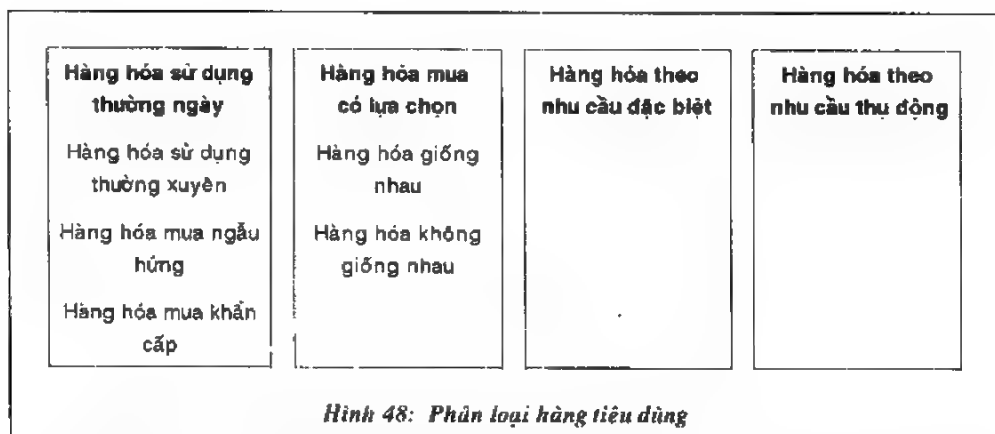 Hàng hóa sử dụng
thường ngày
Hàng hóa sử dụng
thường xuyên
Hàng hóa mua ngẫu
hứng
Hàng hóa mua khẩn
cấp
Hàng hóa mua
có lựa chọn
Hàng hóa giống
nhau
Hàng hóa không
giống nhau
Hàng hóa theo
nhu cầu đặc biệt
Hàng hóa theo
nhu cầu thụ động
Hình 48: Phân loại hàng tiêu dùng